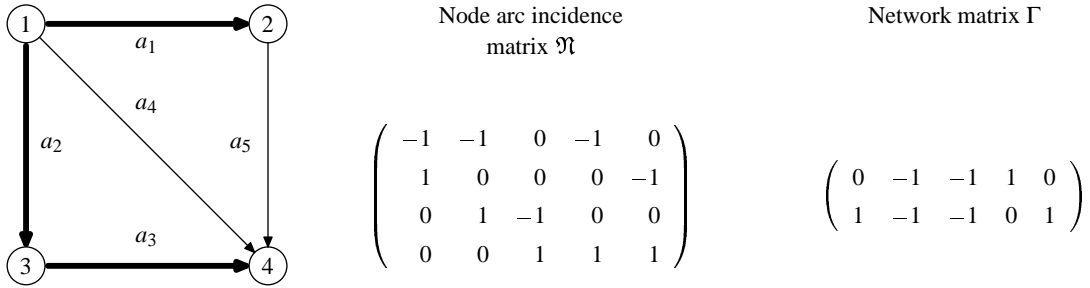 Node arc incidence
matrix 𝔑
Network matrix Γ
1 2
a1
a4
a2 a5
a3
3 4
−1 −1 0 −1 0
1 0 0 0 −1
0 1 −1 0 0
0 0 1 1 1
0 −1 −1 1 0
1 −1 −1 0 1